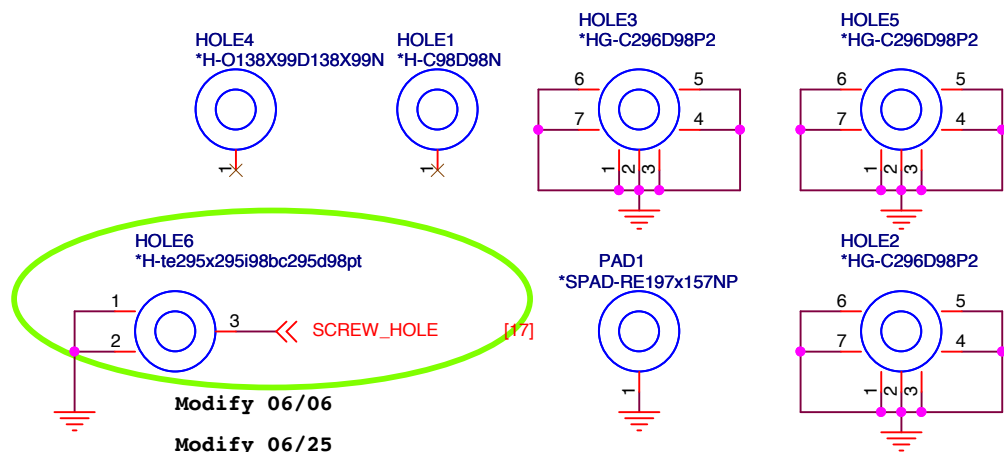 HOLE4
*H-O138X99D138X99N
1
HOLE1
*H-C98D98N
1
HOLE3
*HG-C296D98P2
6
5
7
4
1
2
3
HOLE5
*HG-C296D98P2
6
5
7
4
1
2
3
HOLE6
*H-te295x295i98bc295d98pt
1
2
3
SCREW_HOLE
[17]
PAD1
*SPAD-RE197x157NP
1
HOLE2
*HG-C296D98P2
6
5
7
4
1
2
3
Modify 06/06
Modify 06/25